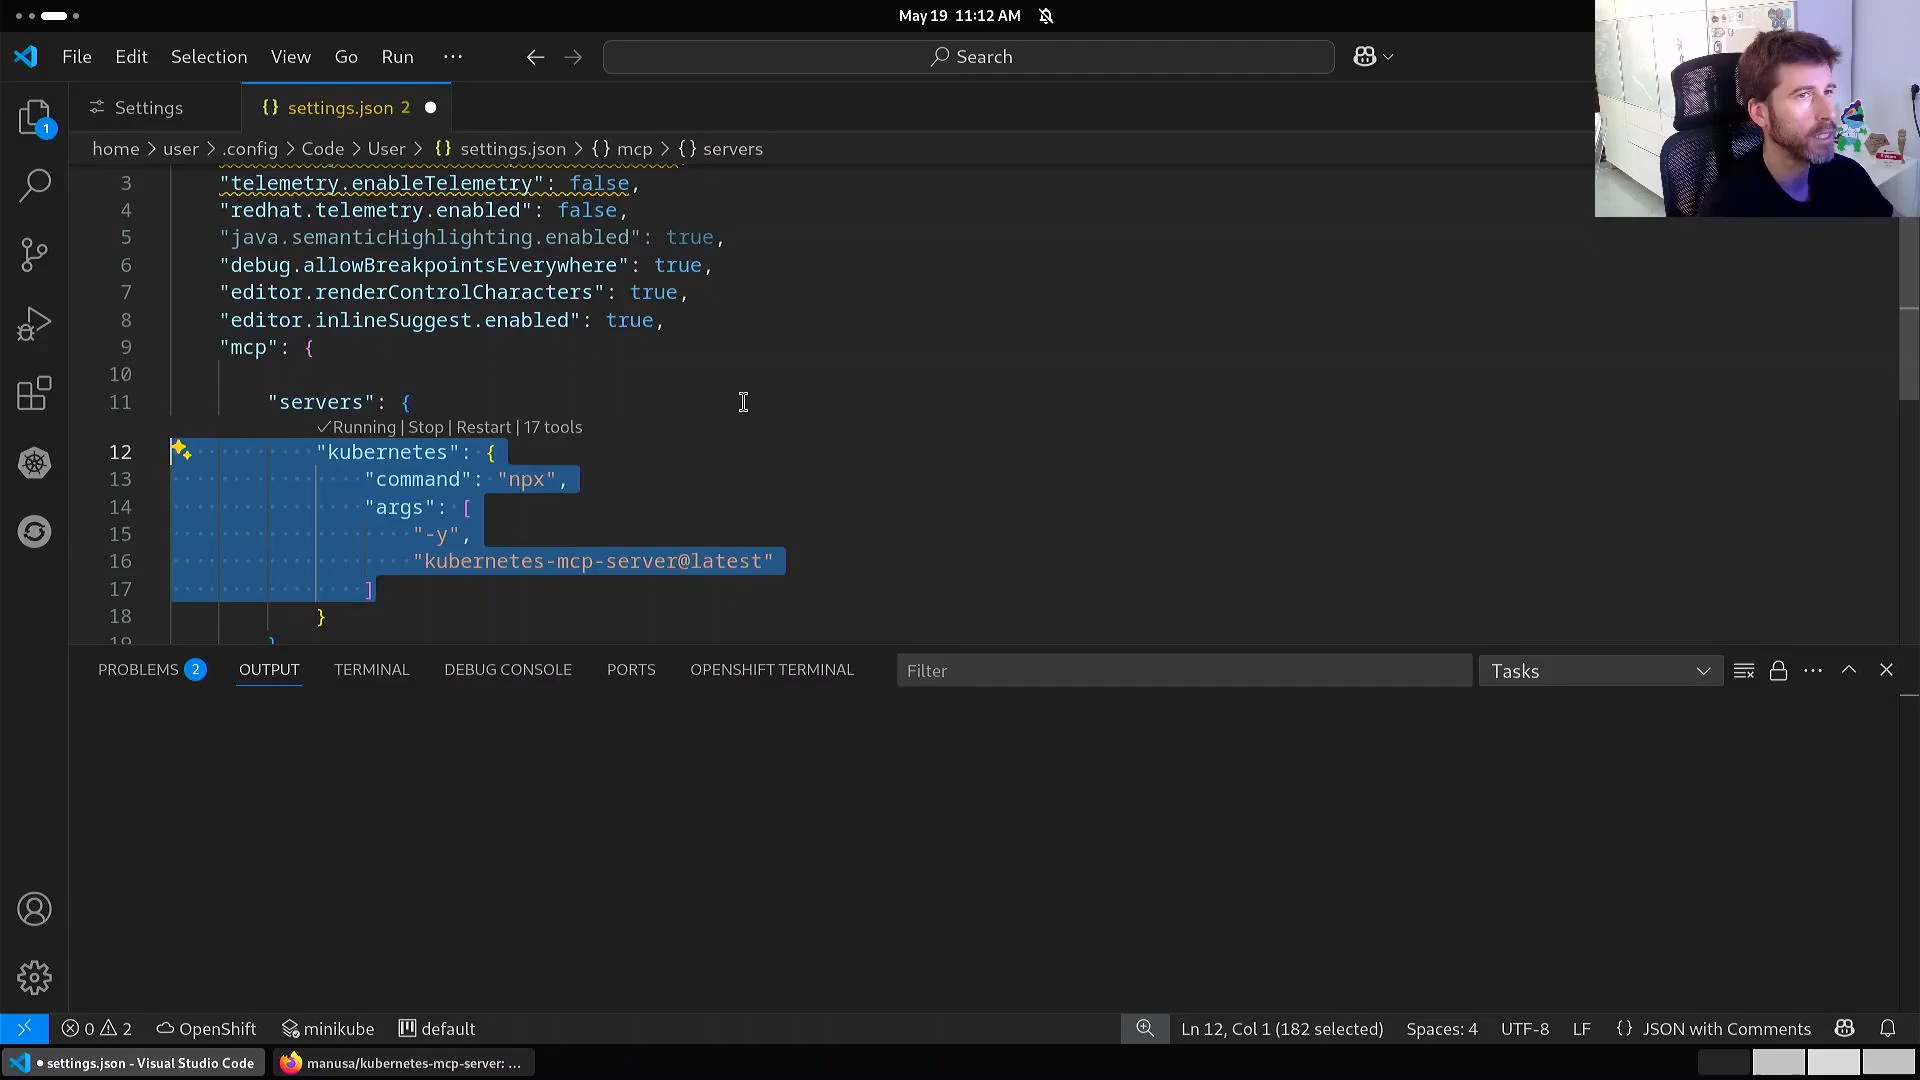 May 19 11:12 AM
File Edit Selection View Go Run ··· Search
Settings {} settings.json 2
home > user > .config > Code > User > {} settings.json > {} mcp > {} servers
3 "telemetry.enableTelemetry": false,
4 "redhat.telemetry.enabled": false,
5 "java.semanticHighlighting.enabled": true,
6 "debug.allowBreakpointsEverywhere": true,
7 "editor.renderControlCharacters": true,
8 "editor.inlineSuggest.enabled": true,
9 "mcp": {
10
11 "servers": {
✓Running | Stop | Restart | 17 tools
12 "kubernetes": {
13 "command": "npx",
14 "args": [
15 "-y",
16 "kubernetes-mcp-server@latest"
17 ]
18 }
19 }
PROBLEMS 2 OUTPUT TERMINAL DEBUG CONSOLE PORTS OPENSHIFT TERMINAL Filter Tasks
1
0 2 OpenShift minikube default Ln 12, Col 1 (182 selected) Spaces: 4 UTF-8 LF {} JSON with Comments
● settings.json - Visual Studio Code manusa/kubernetes-mcp-server: ...